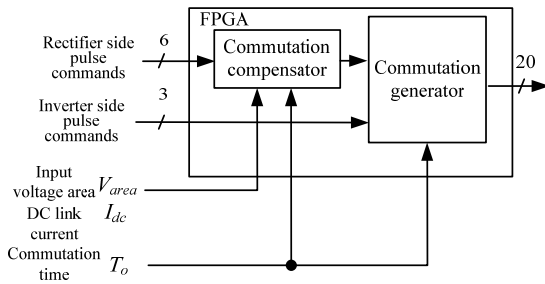 FPGA
Rectifier side
pulse
commands
6
Commutation
compensator
Commutation
generator
20
Inverter side
pulse
commands
3
Input
voltage area
V_area
DC link
current
I_dc
Commutation
time
T_o